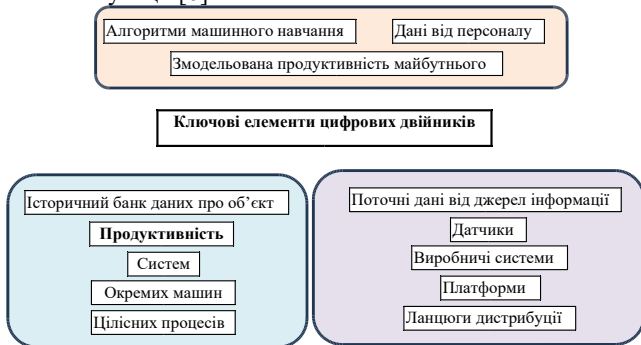 [6]
Алгоритми машинного навчання Дані від персоналу
Змодельована продуктивність майбутнього
Ключові елементи цифрових двійників
Історичний банк даних про об’єкт
Продуктивність
Систем
Окремих машин
Цілісних процесів
Поточні дані від джерел інформації
Датчики
Виробничі системи
Платформи
Ланцюги дистрибуції